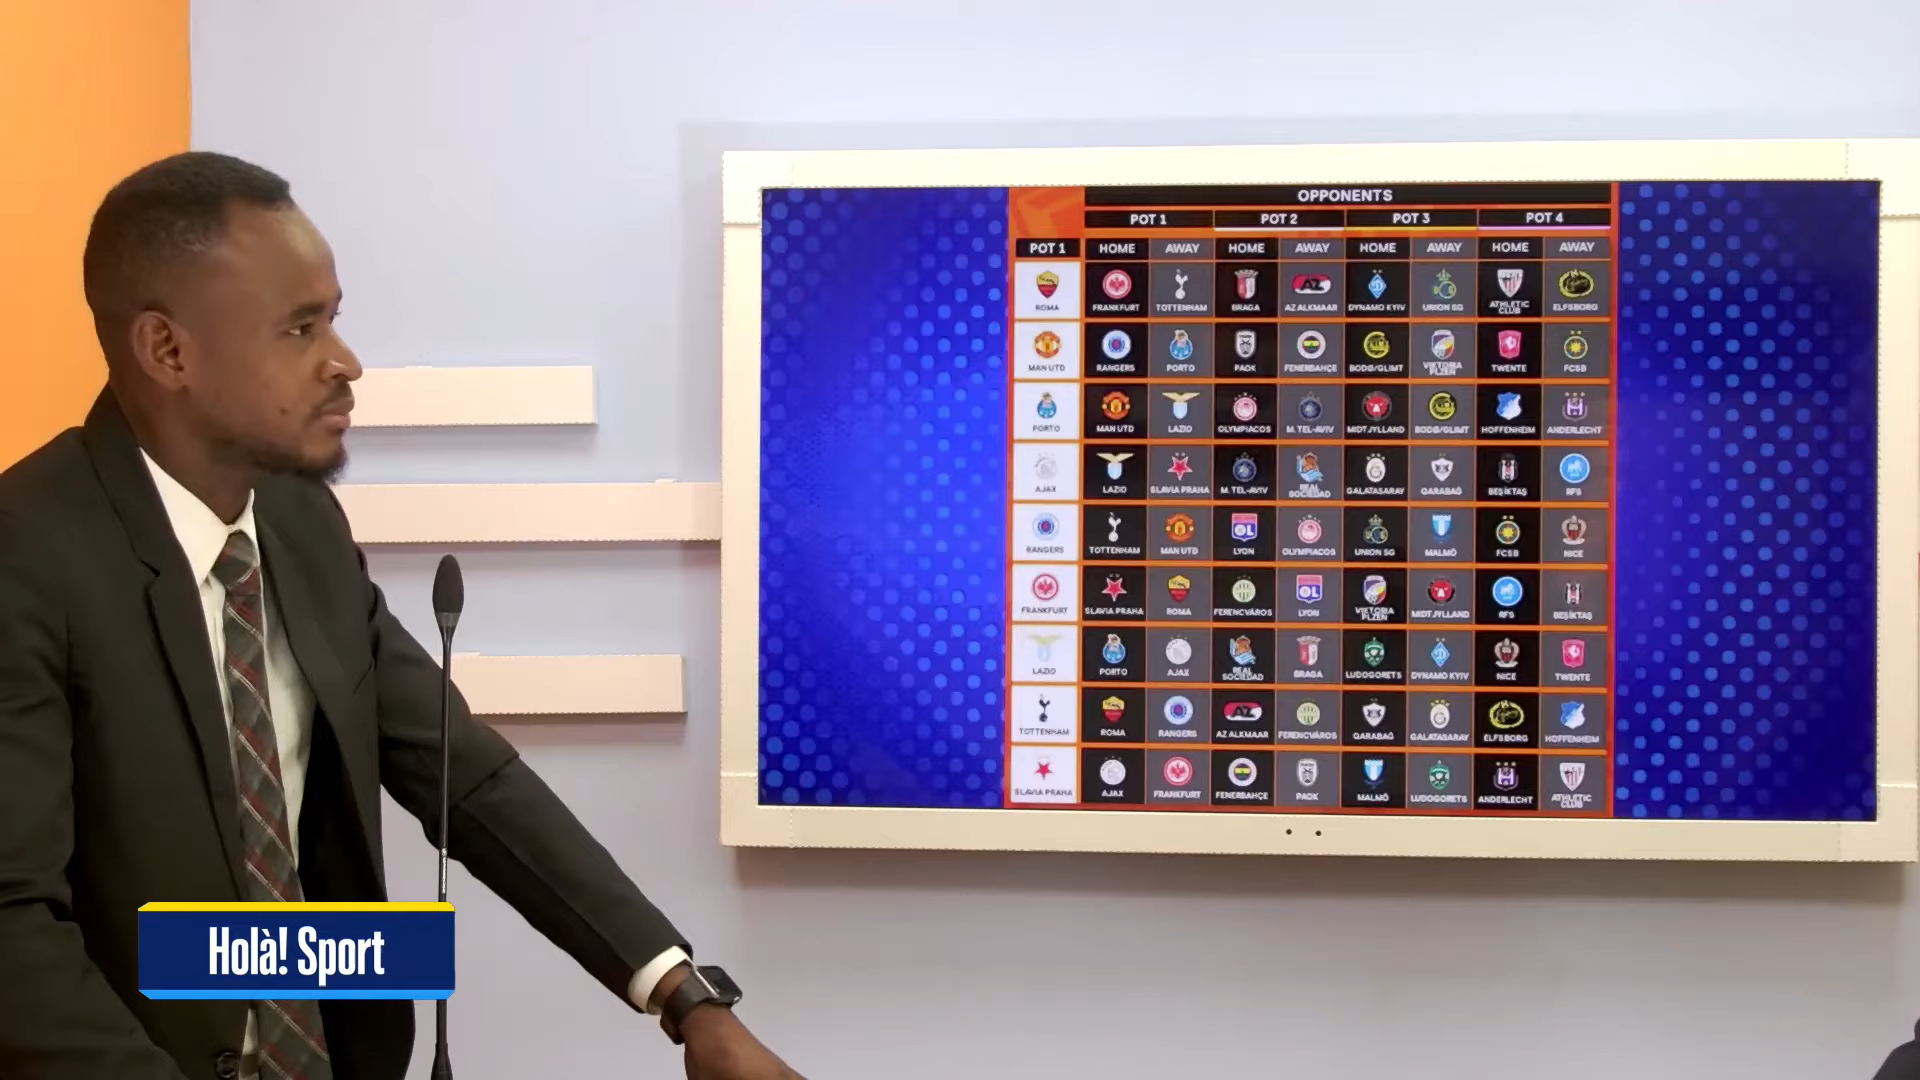 OPPONENTS
POT 1 POT 2 POT 3 POT 4
POT 1 HOME AWAY HOME AWAY HOME AWAY HOME AWAY
ROMA FRANKFURT TOTTENHAM BRAGA AZ ALKMAAR DYNAMO KYIV UNION SG ATHLETIC CLUB ELFSBORG
MAN UTD RANGERS PORTO PAOK FENERBAHÇE BODØ/GLIMT VIKTORIA PLZEN TWENTE FCSB
PORTO MAN UTD LAZIO OLYMPIACOS M. TEL-AVIV MIDTJYLLAND BODØ/GLIMT HOFFENHEIM ANDERLECHT
AJAX LAZIO SLAVIA PRAHA M. TEL-AVIV REAL SOCIEDAD GALATASARAY QARABAĞ BEŞİKTAŞ RFS
RANGERS TOTTENHAM MAN UTD LYON OLYMPIACOS UNION SG MALMÖ FCSB NICE
FRANKFURT SLAVIA PRAHA ROMA FERENCVÁROS LYON VIKTORIA PLZEN MIDTJYLLAND RFS BEŞİKTAŞ
LAZIO PORTO AJAX REAL SOCIEDAD BRAGA LUDOGORETS DYNAMO KYIV NICE TWENTE
TOTTENHAM ROMA RANGERS AZ ALKMAAR FERENCVÁROS QARABAĞ GALATASARAY ELFSBORG HOFFENHEIM
SLAVIA PRAHA AJAX FRANKFURT FENERBAHÇE PAOK MALMÖ LUDOGORETS ANDERLECHT ATHLETIC CLUB
Holà! Sport